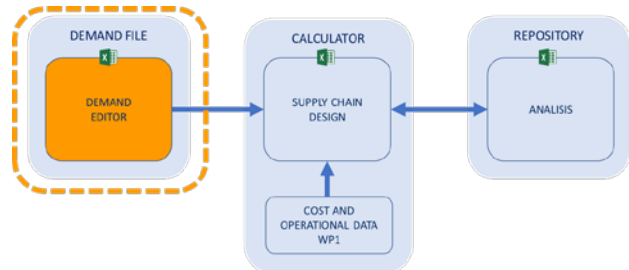 DEMAND FILE
DEMAND
EDITOR
CALCULATOR
SUPPLY CHAIN
DESIGN
COST AND
OPERATIONAL DATA
WP1
REPOSITORY
ANALISIS